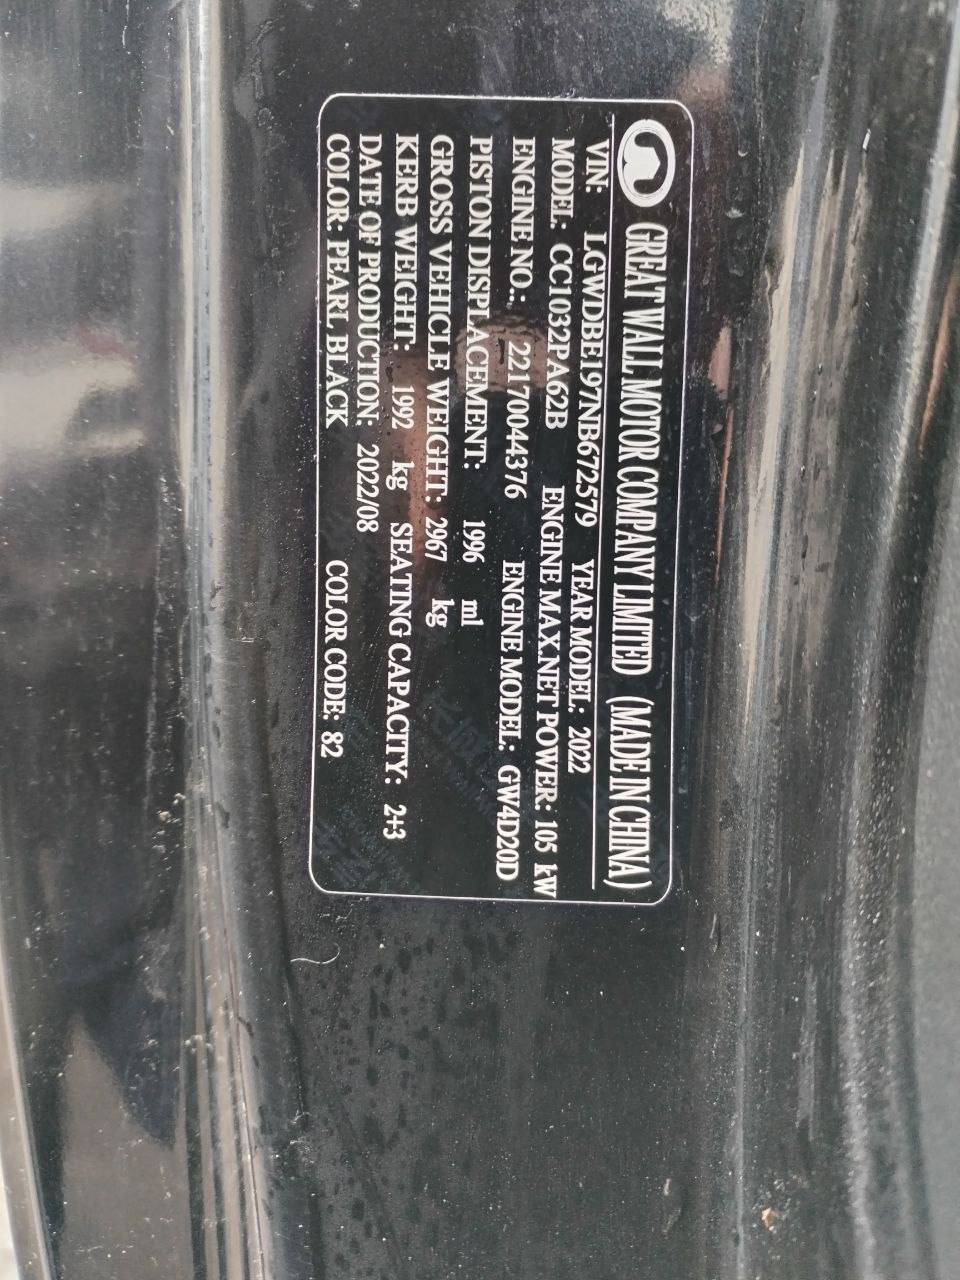 GREAT WALL MOTOR COMPANY LIMITED (MADE IN CHINA)
VIN: LGWDBE197NB672579 YEAR MODEL: 2022
MODEL: CC1032PA62B ENGINE MAX.NET POWER: 105 kW
ENGINE NO.: 22170044376 ENGINE MODEL: GW4D20D
PISTON DISPLACEMENT: 1996 ml
GROSS VEHICLE WEIGHT: 2967 kg
KERB WEIGHT: 1992 kg SEATING CAPACITY: 2+3
DATE OF PRODUCTION: 2022/08
COLOR: PEARL BLACK COLOR CODE: 82